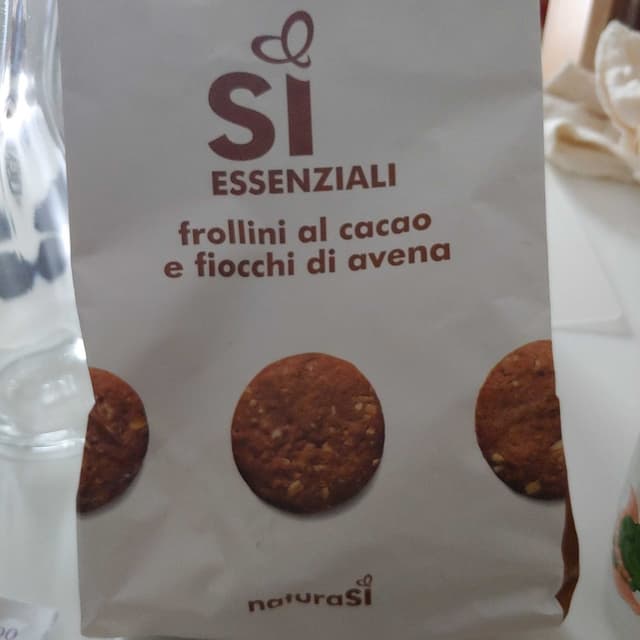 sì
ESSENZIALI
frollini al cacao
e fiocchi di avena
naturasì